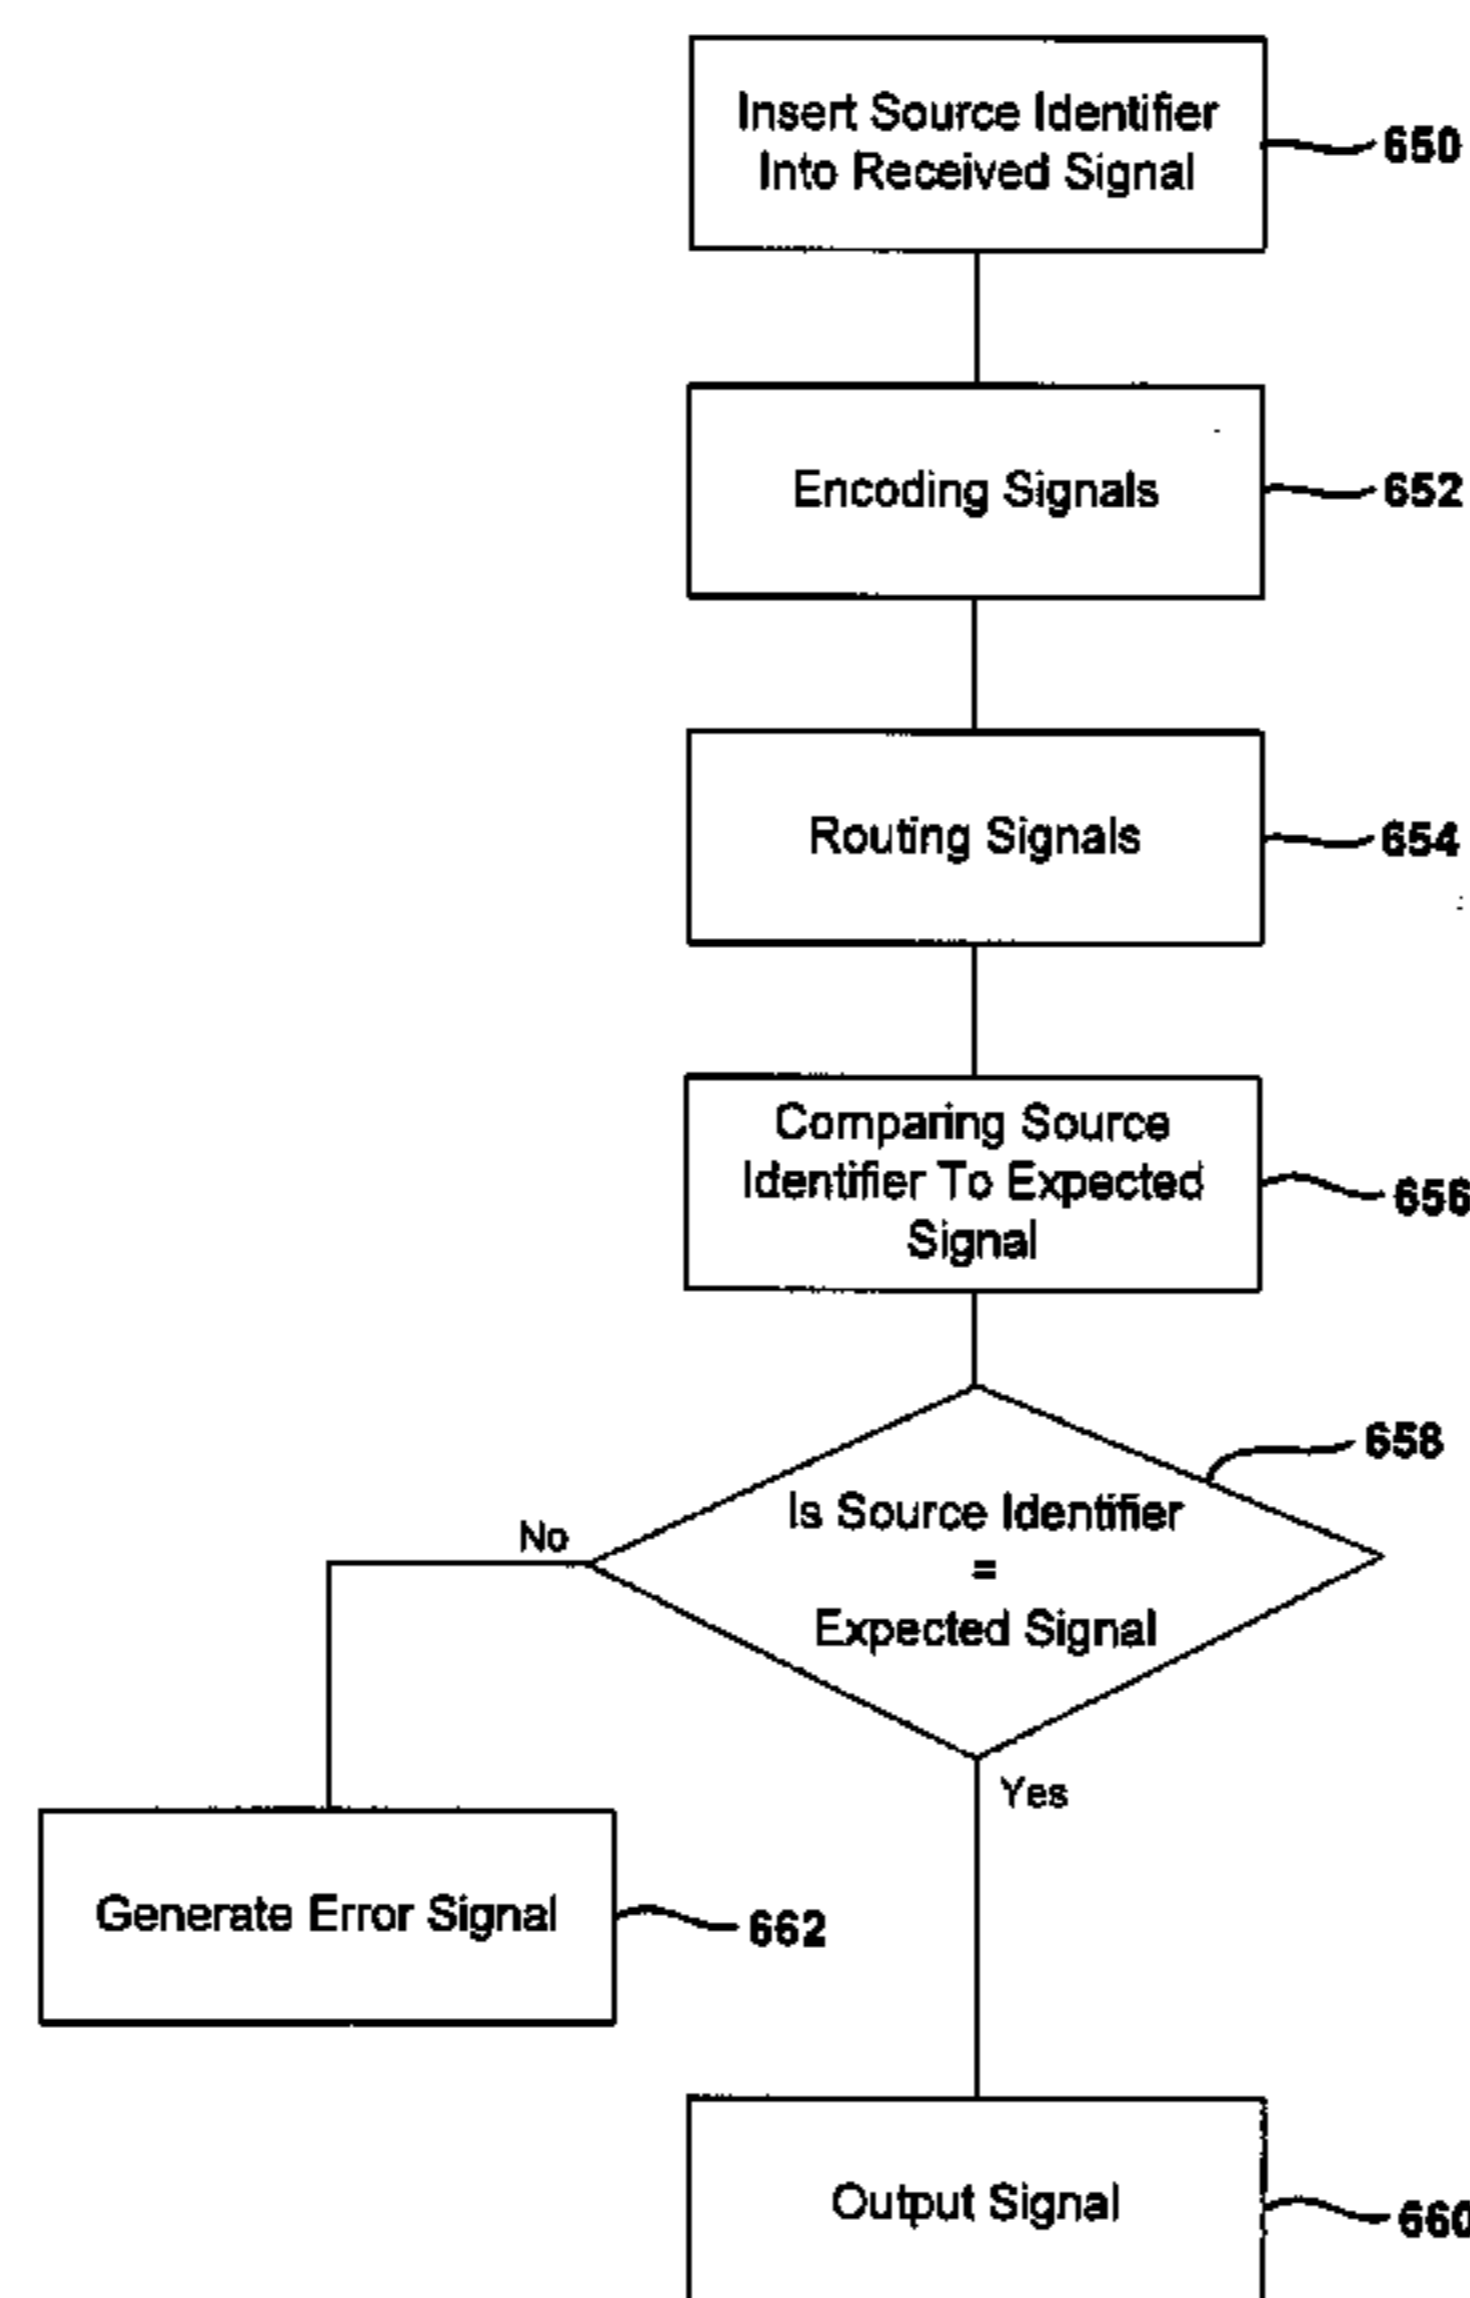 Insert Source Identifier
Into Received Signal
650
Encoding Signals
652
Routing Signals
654
Comparing Source
Identifier To Expected
Signal
656
658
Is Source Identifier
=
Expected Signal
No
Yes
Generate Error Signal
662
Output Signal
660